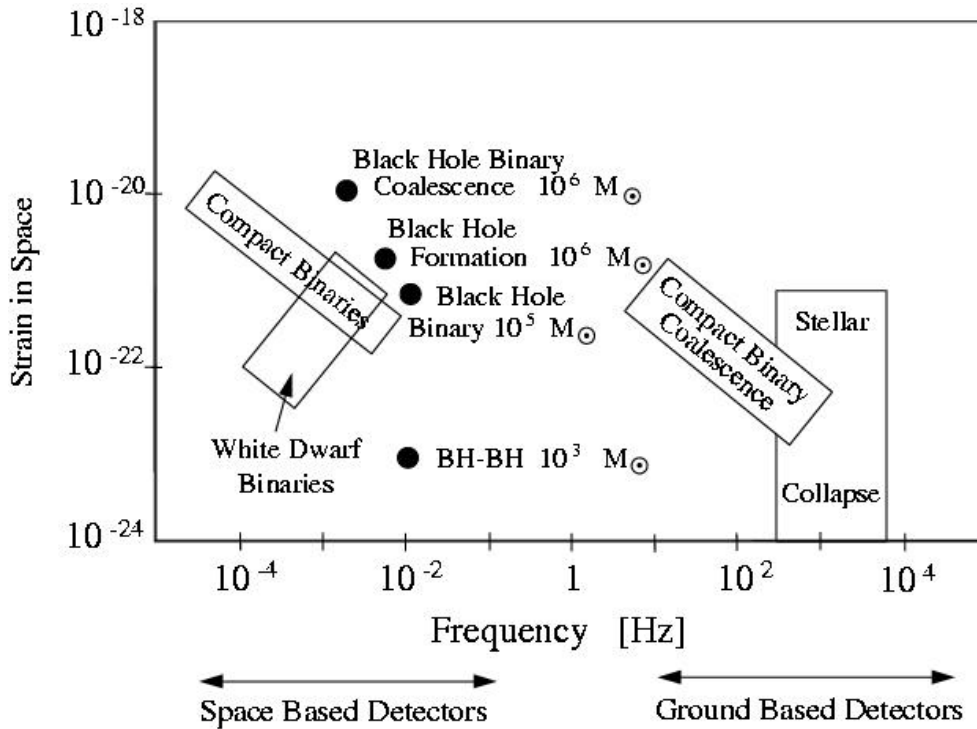 10⁻¹⁸
10⁻²⁰
10⁻²²
10⁻²⁴
Strain in Space
Black Hole Binary
Coalescence 10⁶ M☉
Black Hole
Formation 10⁶ M☉
Black Hole
Binary 10⁵ M☉
BH-BH 10³ M☉
Compact Binaries
White Dwarf
Binaries
Compact Binary
Coalescence
Stellar
Collapse
10⁻⁴ 10⁻² 1 10² 10⁴
Frequency [Hz]
Space Based Detectors
Ground Based Detectors